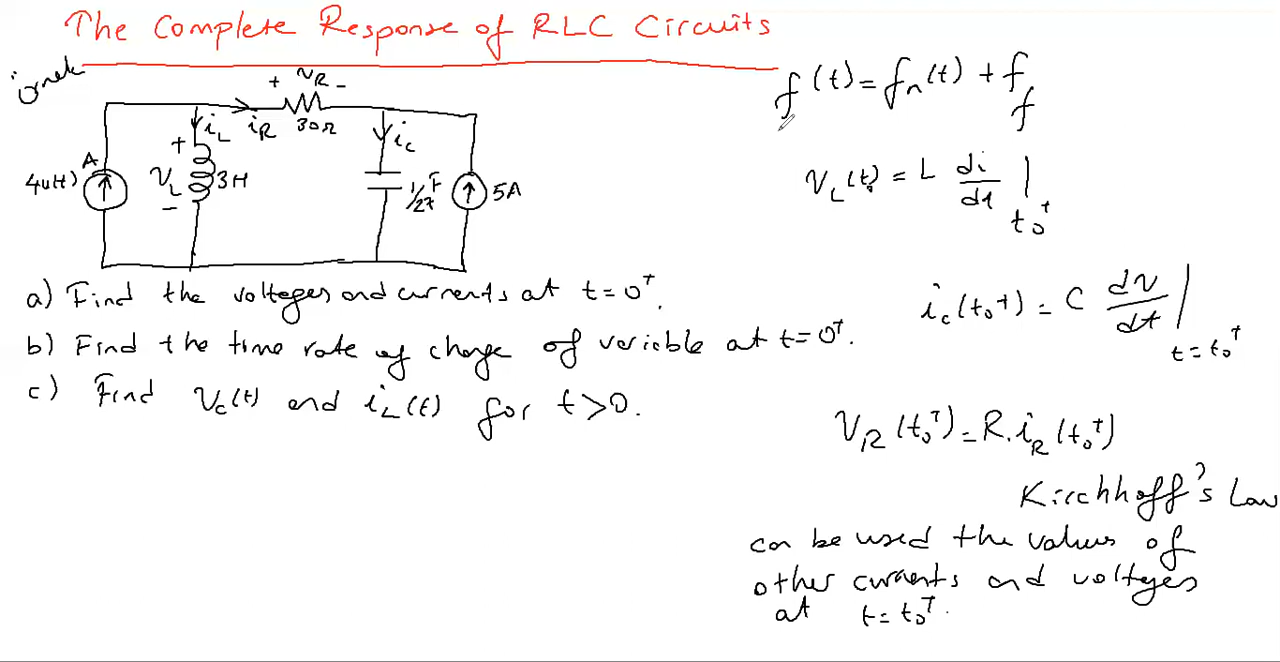 The Complete Response of RLC Circuits
örnek
+ VR -
iL
iR
30Ω
iC
4u(t) A
+
VL
-
3H
1/27 F
5A
a) Find the volteges and currents at t=0⁺.
b) Find the time rate of change of varicble at t=0⁺.
c) Find Vc(t) and iL(t) for t>0.
f(t) = fn(t) + ff
VL(t) = L di/dt | t0⁺
ic(t0⁺) = C dv/dt | t=t0⁺
VR(t0⁺) = R.iR(t0⁺)
Kirchhoff's Law
can be used the values of
other currents and voltges
at t=t0⁺.